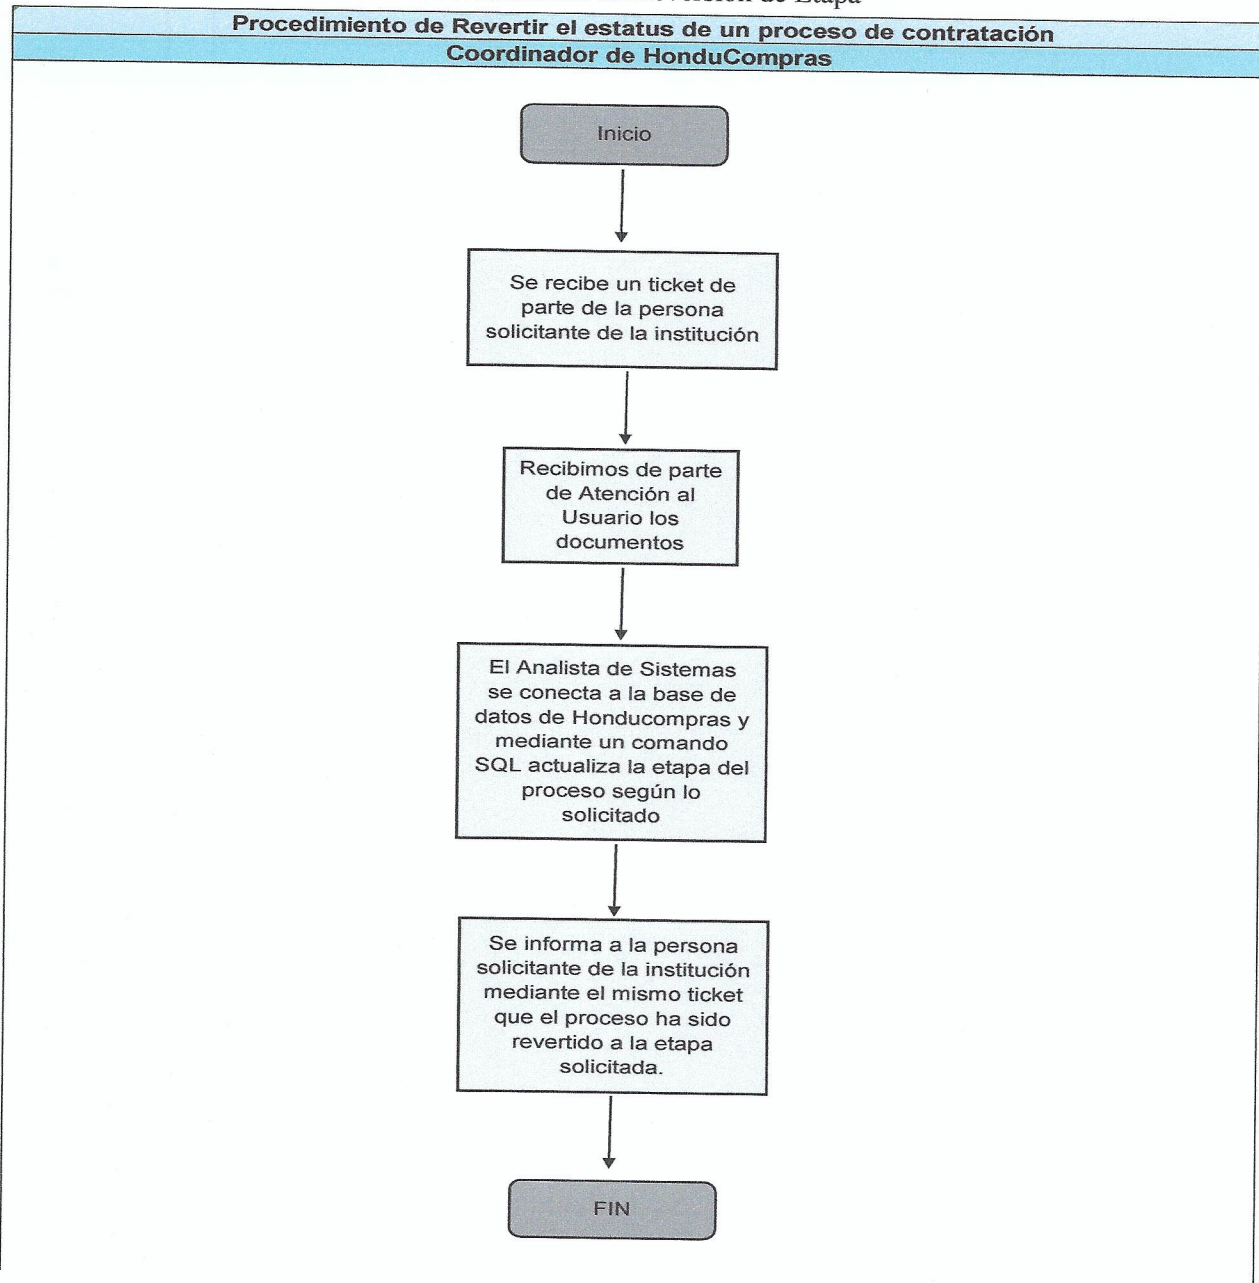 de Etapa
Procedimiento de Revertir el estatus de un proceso de contratación
Coordinador de HonduCompras
Inicio
Se recibe un ticket de
parte de la persona
solicitante de la institución
Recibimos de parte
de Atención al
Usuario los
documentos
El Analista de Sistemas
se conecta a la base de
datos de Honducompras y
mediante un comando
SQL actualiza la etapa del
proceso según lo
solicitado
Se informa a la persona
solicitante de la institución
mediante el mismo ticket
que el proceso ha sido
revertido a la etapa
solicitada.
FIN